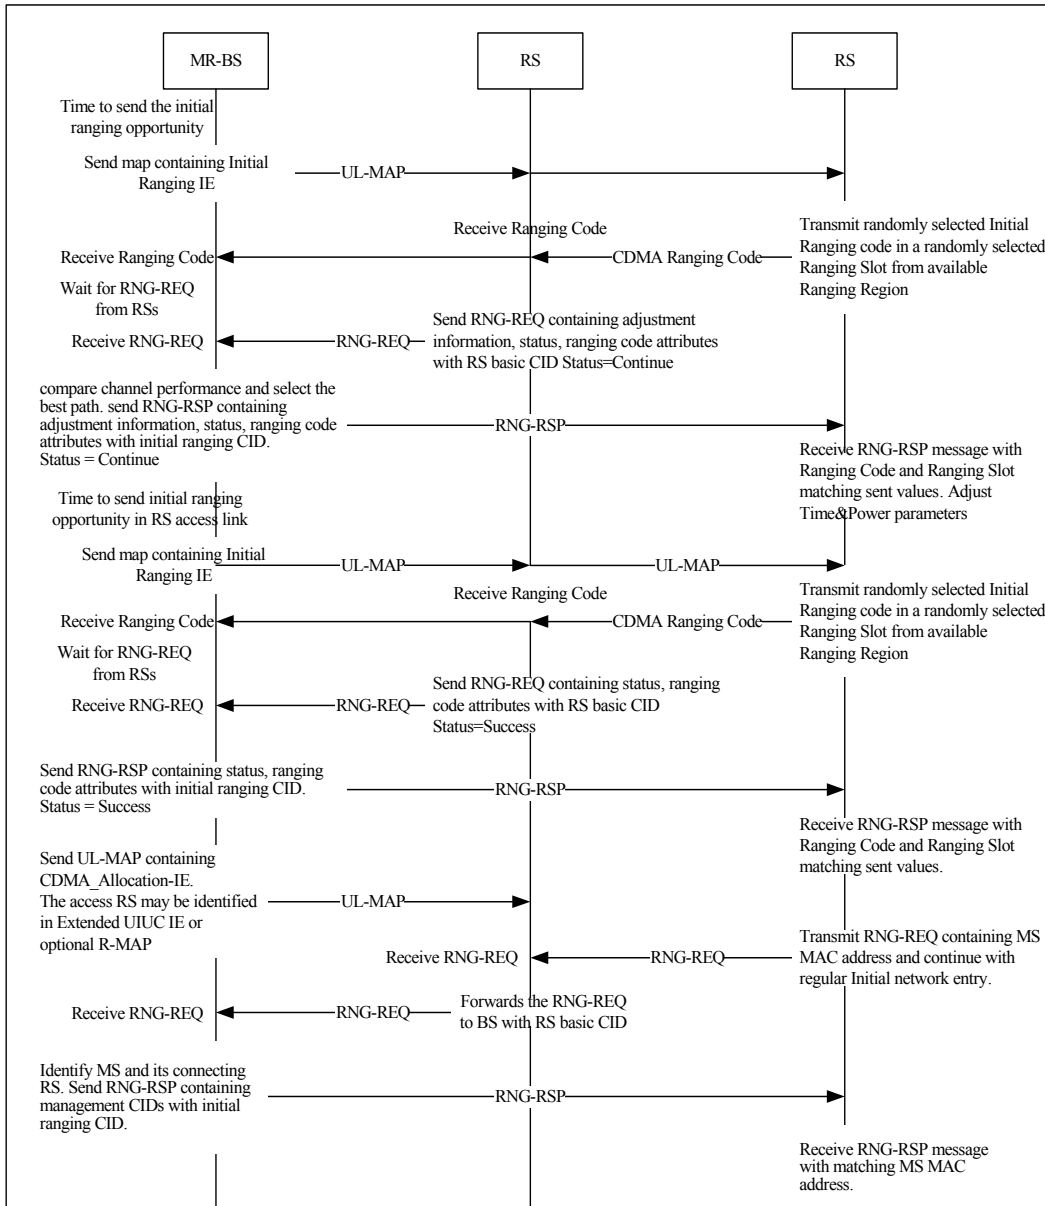 MR-BS
RS
RS
Time to send the initial
ranging opportunity
Send map containing Initial
Ranging IE
UL-MAP
Receive Ranging Code
Transmit randomly selected Initial
Ranging code in a randomly selected
Ranging Slot from available
Ranging Region
Receive Ranging Code
CDMA Ranging Code
Wait for RNG-REQ
from RSs
Receive RNG-REQ
RNG-REQ
Send RNG-REQ containing adjustment
information, status, ranging code attributes
with RS basic CID Status=Continue
compare channel performance and select the
best path. send RNG-RSP containing
adjustment information, status, ranging code
attributes with initial ranging CID.
Status = Continue
RNG-RSP
Receive RNG-RSP message with
Ranging Code and Ranging Slot
matching sent values. Adjust
Time&Power parameters
Time to send initial ranging
opportunity in RS access link
Send map containing Initial
Ranging IE
UL-MAP
UL-MAP
Receive Ranging Code
Transmit randomly selected Initial
Ranging code in a randomly selected
Ranging Slot from available
Ranging Region
Receive Ranging Code
CDMA Ranging Code
Wait for RNG-REQ
from RSs
Receive RNG-REQ
RNG-REQ
Send RNG-REQ containing status, ranging
code attributes with RS basic CID
Status=Success
Send RNG-RSP containing status, ranging
code attributes with initial ranging CID.
Status = Success
RNG-RSP
Receive RNG-RSP message with
Ranging Code and Ranging Slot
matching sent values.
Send UL-MAP containing
CDMA_Allocation-IE.
The access RS may be identified
in Extended UIUC IE or
optional R-MAP
UL-MAP
Transmit RNG-REQ containing MS
MAC address and continue with
regular Initial network entry.
Receive RNG-REQ
RNG-REQ
Receive RNG-REQ
RNG-REQ
Forwards the RNG-REQ
to BS with RS basic CID
Identify MS and its connecting
RS. Send RNG-RSP containing
management CIDs with initial
ranging CID.
RNG-RSP
Receive RNG-RSP message
with matching MS MAC
address.